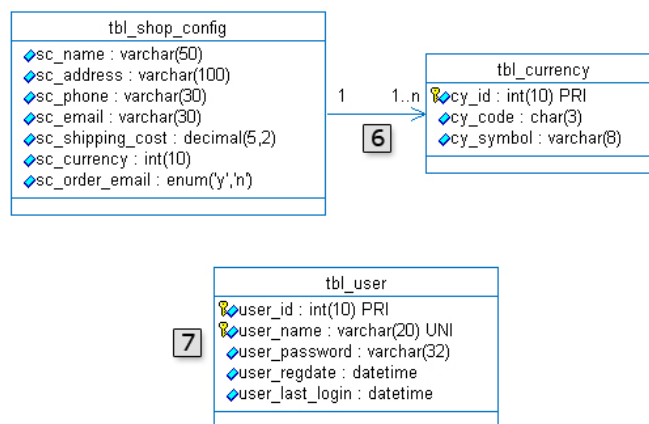 tbl_shop_config
sc_name : varchar(50)
sc_address : varchar(100)
sc_phone : varchar(30)
sc_email : varchar(30)
sc_shipping_cost : decimal(5,2)
sc_currency : int(10)
sc_order_email : enum('y','n')
1 1..n
6
tbl_currency
cy_id : int(10) PRI
cy_code : char(3)
cy_symbol : varchar(8)
tbl_user
user_id : int(10) PRI
user_name : varchar(20) UNI
user_password : varchar(32)
user_regdate : datetime
user_last_login : datetime
7